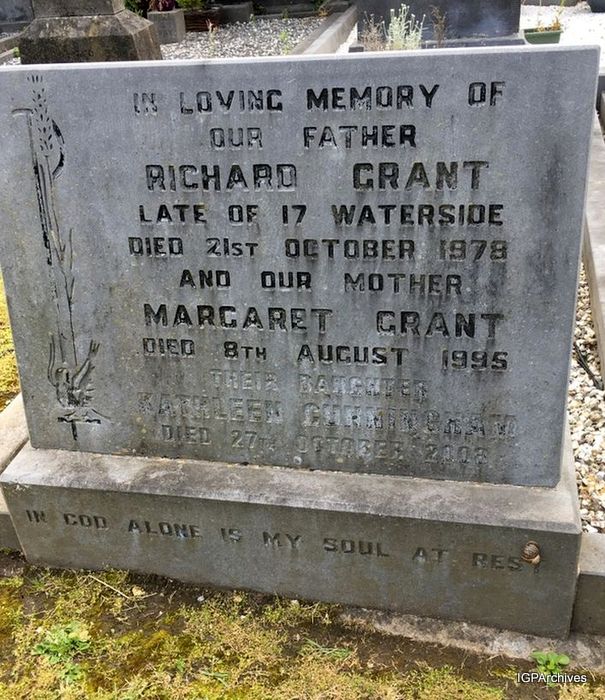 IN LOVING MEMORY OF
OUR FATHER
RICHARD GRANT
LATE OF 17 WATERSIDE
DIED 21ST OCTOBER 1978
AND OUR MOTHER
MARGARET GRANT
DIED 8TH AUGUST 1995
THEIR DAUGHTER
KATHLEEN CUNNINGHAM
DIED 27TH OCTOBER 2008
IN GOD ALONE IS MY SOUL AT REST
IGPArchives